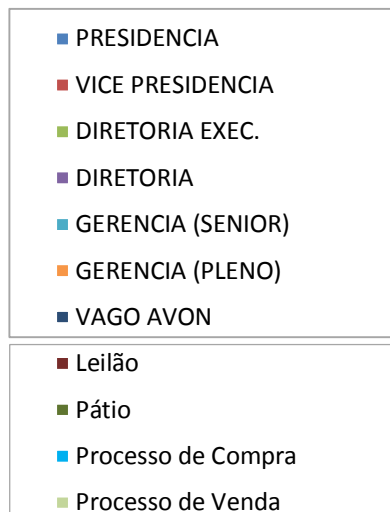 PRESIDENCIA
VICE PRESIDENCIA
DIRETORIA EXEC.
DIRETORIA
GERENCIA (SENIOR)
GERENCIA (PLENO)
VAGO AVON
Leilão
Pátio
Processo de Compra
Processo de Venda